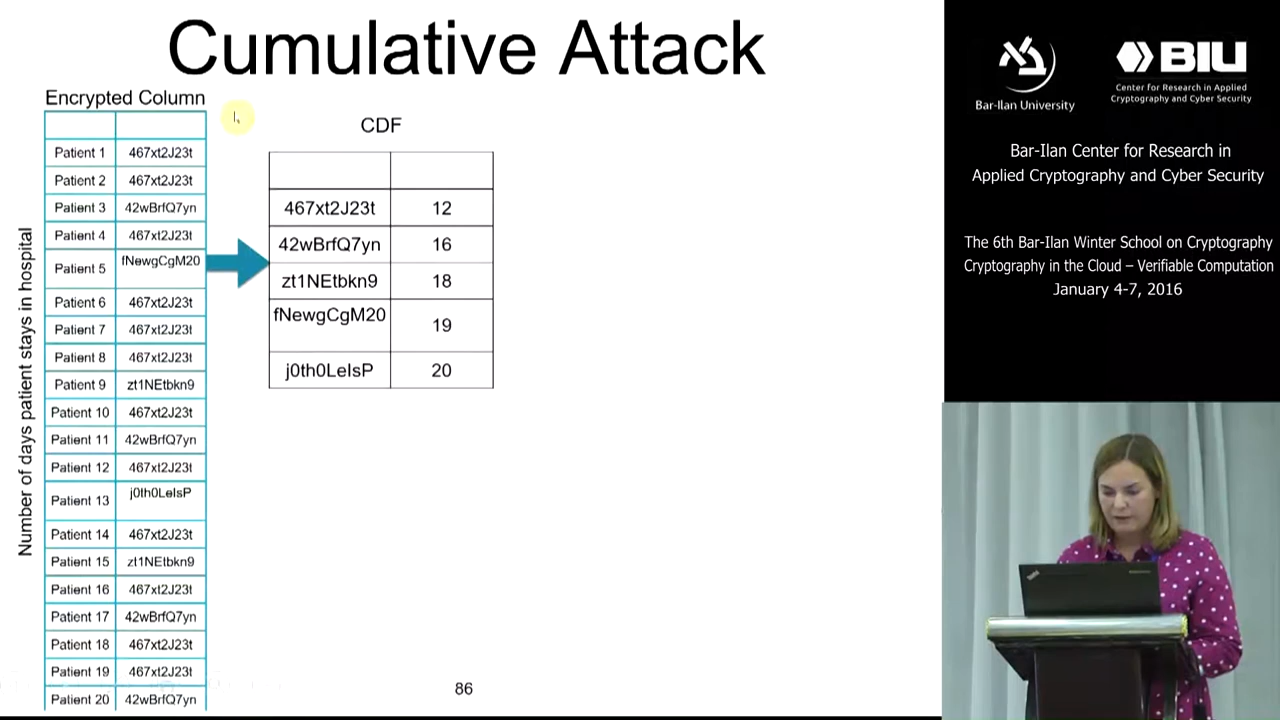 Cumulative Attack
Encrypted Column
Number of days patient stays in hospital
Patient 1 467xt2J23t
Patient 2 467xt2J23t
Patient 3 42wBrfQ7yn
Patient 4 467xt2J23t
Patient 5 fNewgCgM20
Patient 6 467xt2J23t
Patient 7 467xt2J23t
Patient 8 467xt2J23t
Patient 9 zt1NEtbkn9
Patient 10 467xt2J23t
Patient 11 42wBrfQ7yn
Patient 12 467xt2J23t
Patient 13 j0th0LeIsP
Patient 14 467xt2J23t
Patient 15 zt1NEtbkn9
Patient 16 467xt2J23t
Patient 17 42wBrfQ7yn
Patient 18 467xt2J23t
Patient 19 467xt2J23t
Patient 20 42wBrfQ7yn
CDF
467xt2J23t 12
42wBrfQ7yn 16
zt1NEtbkn9 18
fNewgCgM20 19
j0th0LeIsP 20
86
Bar-Ilan University
BIU
Center for Research in Applied
Cryptography and Cyber Security
Bar-Ilan Center for Research in
Applied Cryptography and Cyber Security
The 6th Bar-Ilan Winter School on Cryptography
Cryptography in the Cloud – Verifiable Computation
January 4-7, 2016